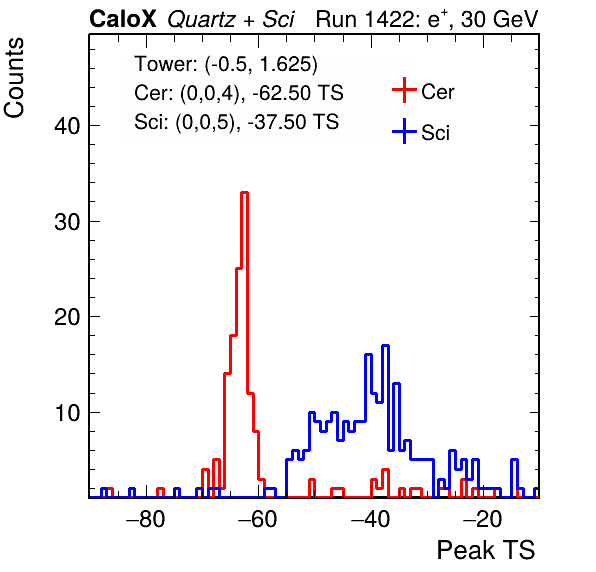 CaloX Quartz + Sci Run 1422: e⁺, 30 GeV
Tower: (-0.5, 1.625)
Cer: (0,0,4), -62.50 TS
Sci: (0,0,5), -37.50 TS
Cer
Sci
Counts
40
30
20
10
−80 −60 −40 −20
Peak TS